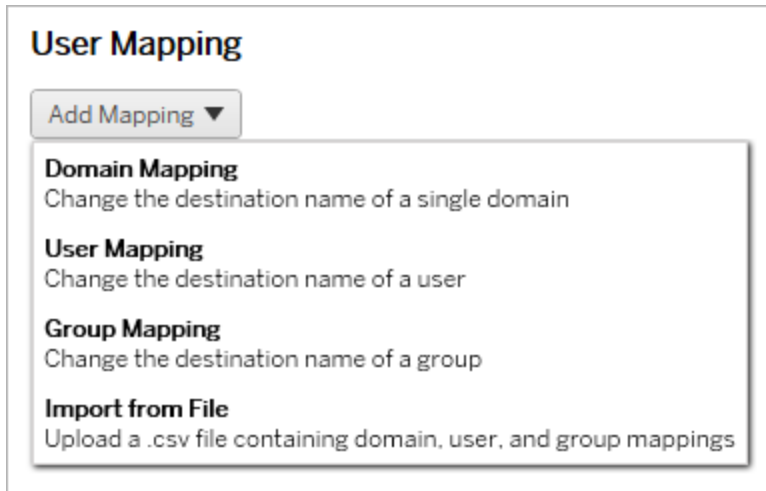 User Mapping
Add Mapping ▼
Domain Mapping
Change the destination name of a single domain
User Mapping
Change the destination name of a user
Group Mapping
Change the destination name of a group
Import from File
Upload a .csv file containing domain, user, and group mappings